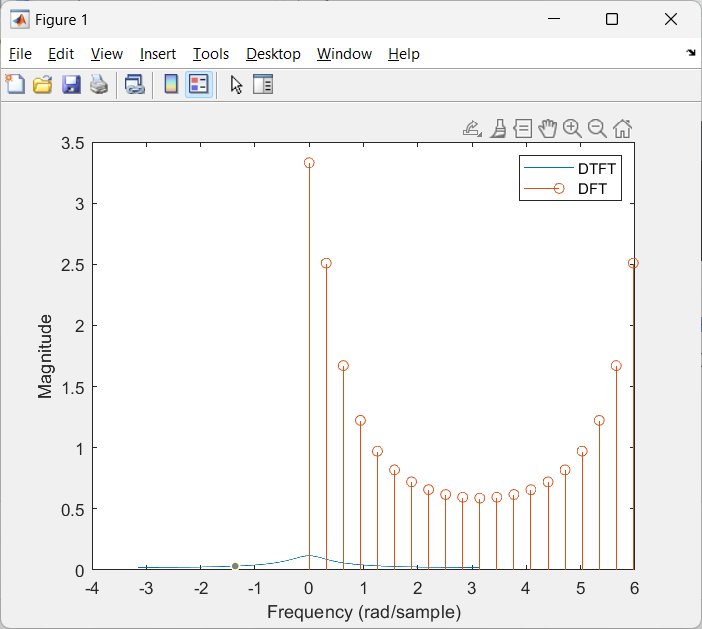 Figure 1
File Edit View Insert Tools Desktop Window Help
3.5
3
2.5
2
1.5
1
0.5
0
Magnitude
DTFT
DFT
-4 -3 -2 -1 0 1 2 3 4 5 6
Frequency (rad/sample)